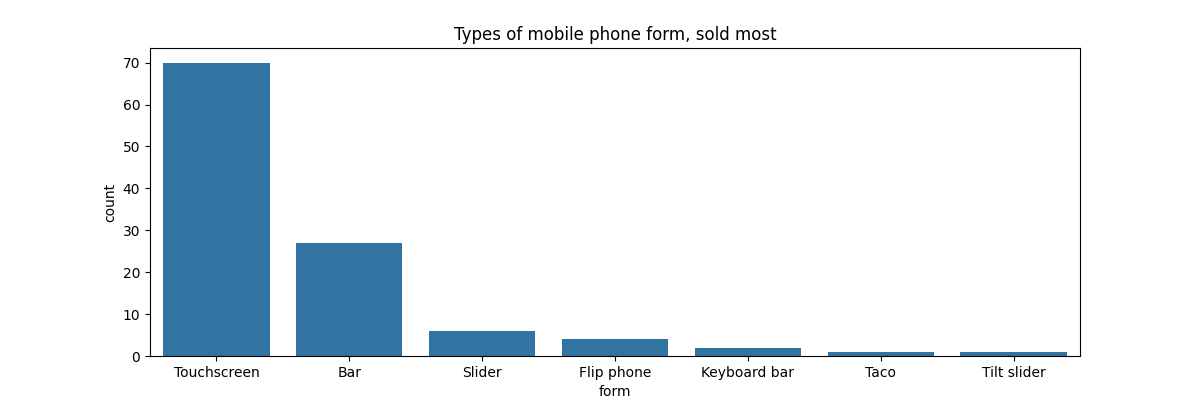 Types of mobile phone form, sold most
70
60
50
40
30
20
10
0
count
Touchscreen Bar Slider Flip phone Keyboard bar Taco Tilt slider
form